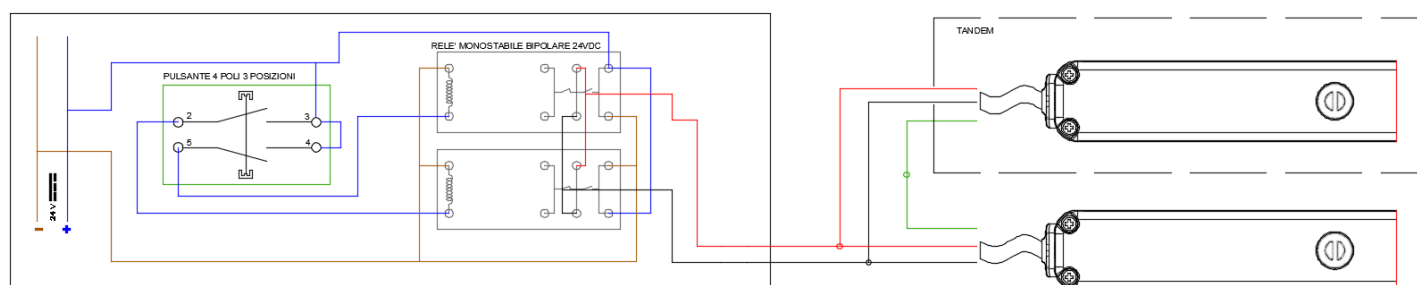 TANDEM
RELE' MONOSTABILE BIPOLARE 24VDC
PULSANTE 4 POLI 3 POSIZIONI
2
3
5
4
24 V
-
+